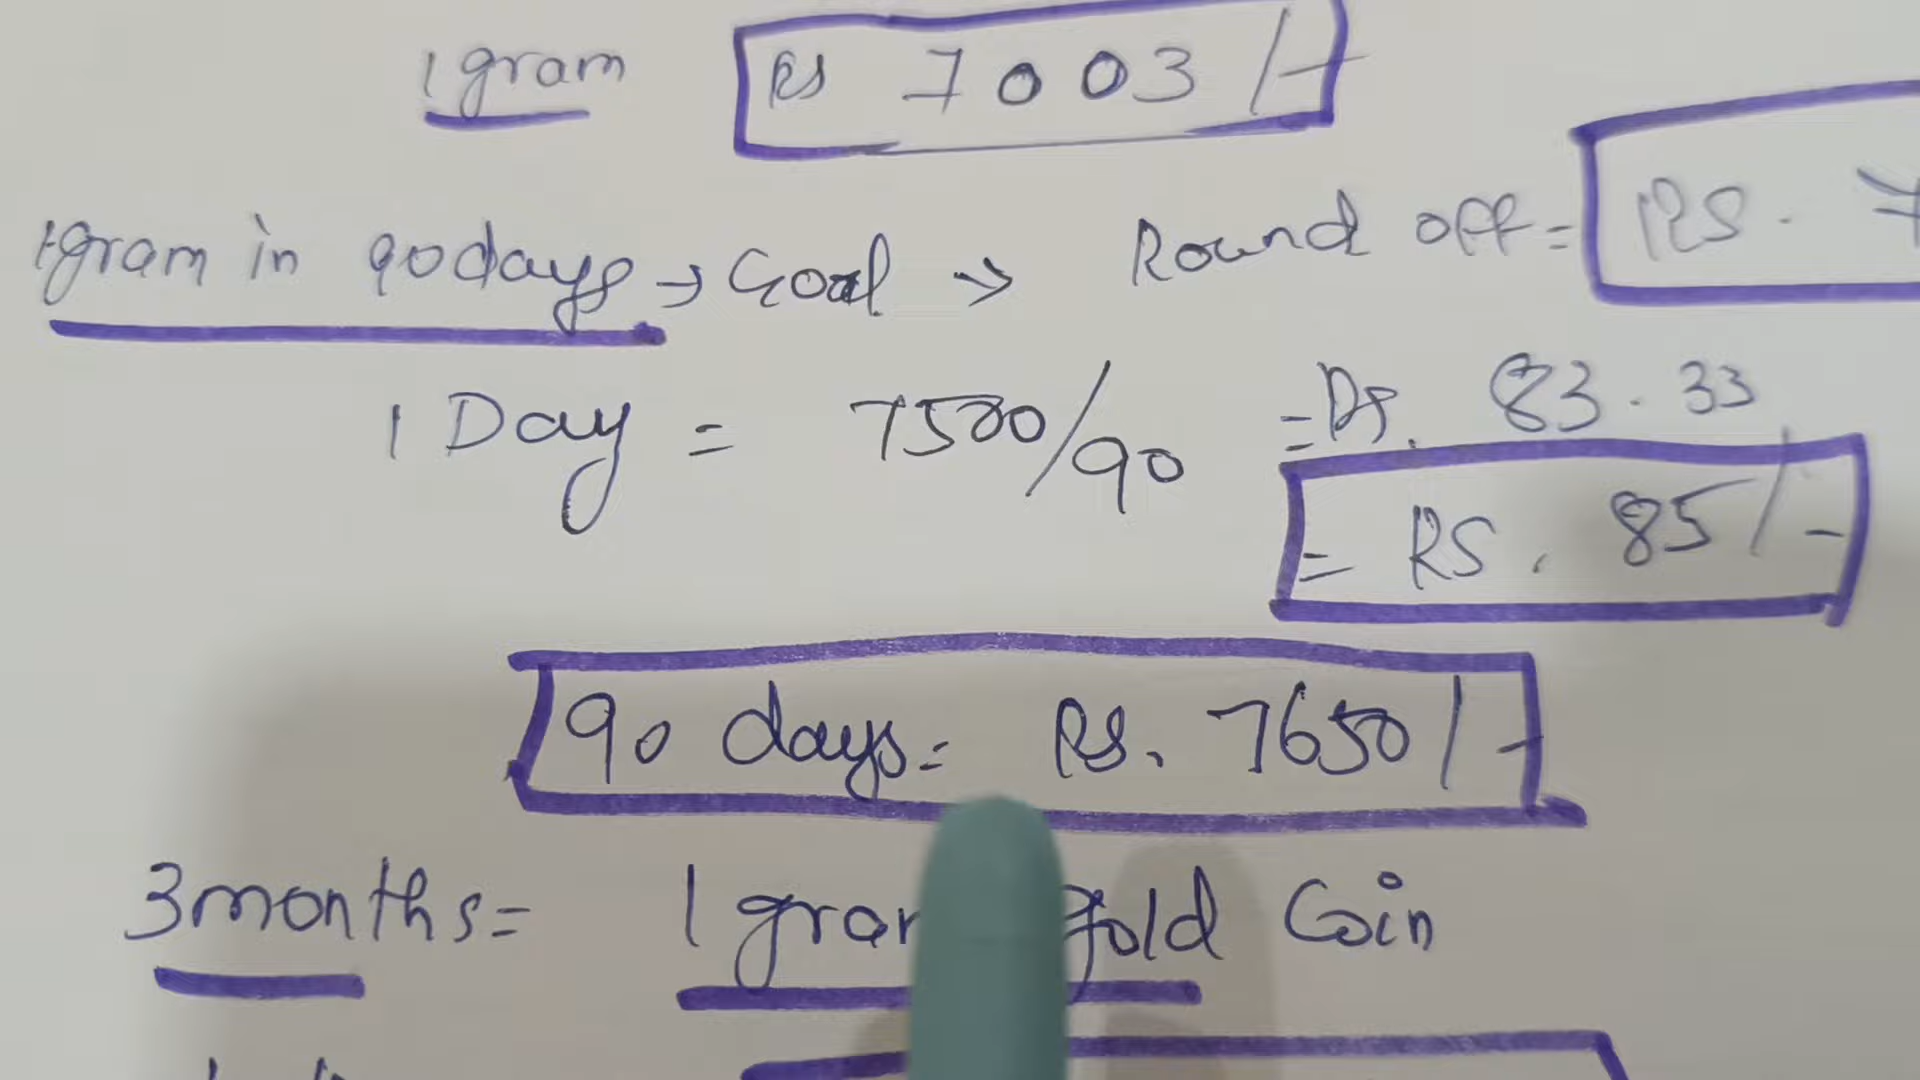 1 gram Rs 7003/-
1 gram in 90 days → Goal → Round off = RS. 7
1 Day = 7500/90 = Rs. 83.33
= RS. 85/-
90 days = Rs. 7650/-
3 months = 1 gram gold Coin